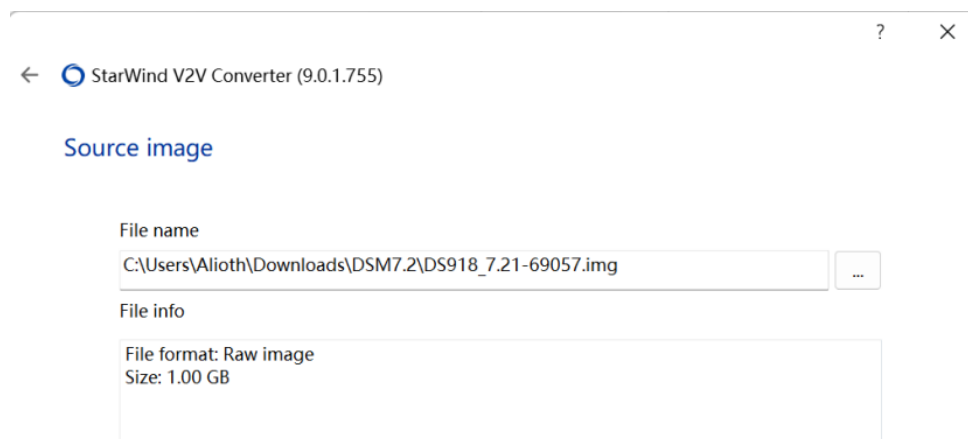 ?
StarWind V2V Converter (9.0.1.755)
Source image
File name
C:\Users\Alioth\Downloads\DSM7.2\DS918_7.21-69057.img
...
File info
File format: Raw image
Size: 1.00 GB